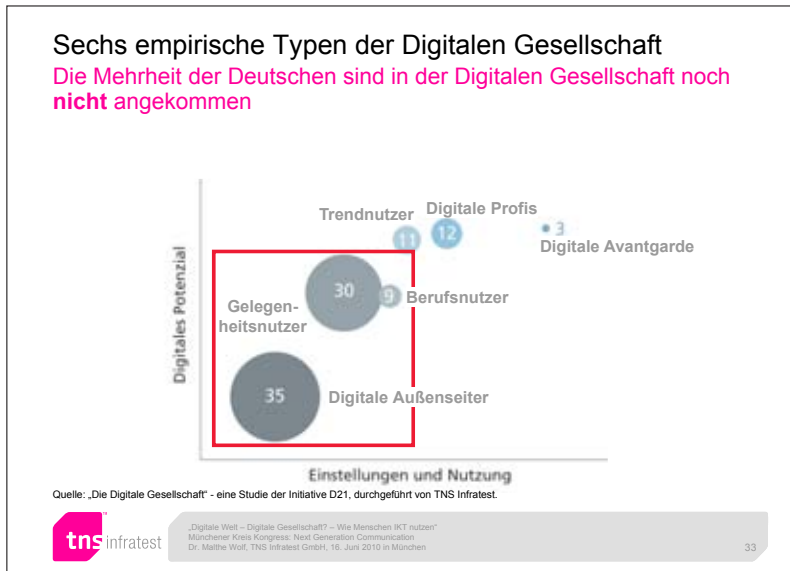 Sechs empirische Typen der Digitalen Gesellschaft
Die Mehrheit der Deutschen sind in der Digitalen Gesellschaft noch
nicht angekommen
Digitales Potenzial
Trendnutzer
Digitale Profis
11
12
3
Digitale Avantgarde
30
9
Berufsnutzer
Gelegen-
heitsnutzer
35
Digitale Außenseiter
Einstellungen und Nutzung
Quelle: „Die Digitale Gesellschaft“ - eine Studie der Initiative D21, durchgeführt von TNS Infratest.
tns infratest
TM
„Digitale Welt – Digitale Gesellschaft? – Wie Menschen IKT nutzen“
Münchener Kreis Kongress: Next Generation Communication
Dr. Malthe Wolf, TNS Infratest GmbH, 16. Juni 2010 in München
33